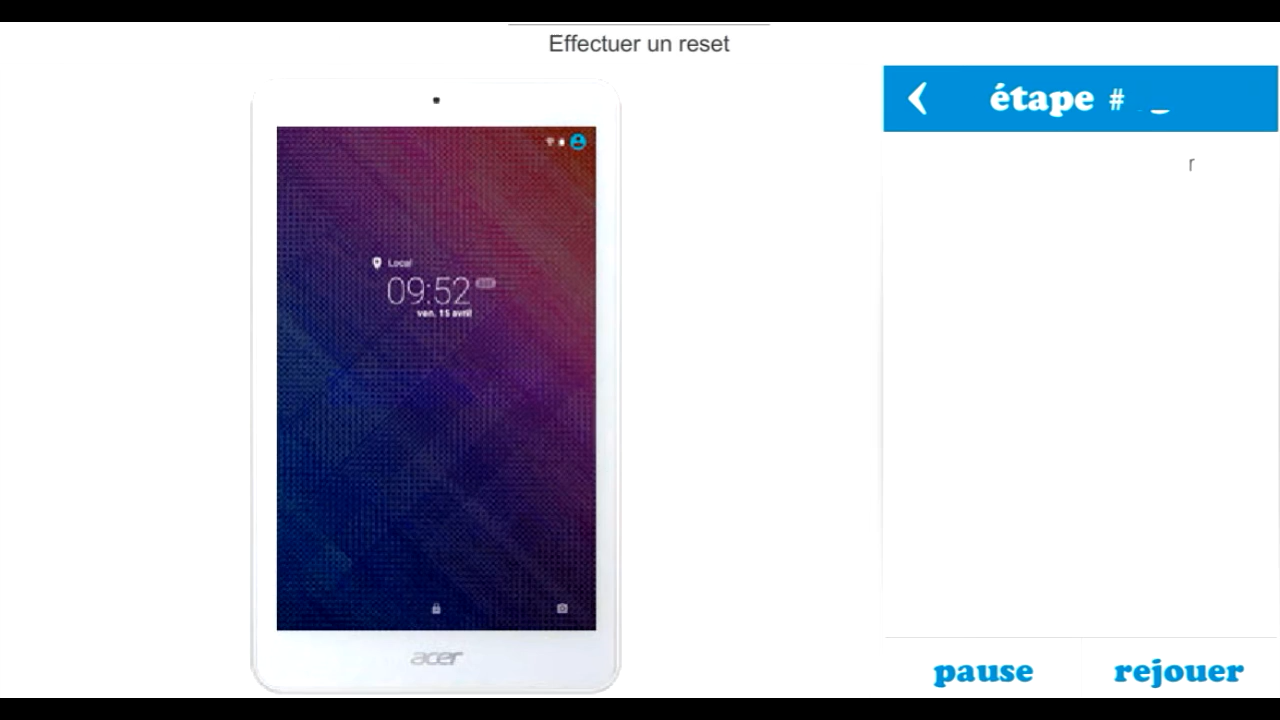 Effectuer un reset
étape #
r
Local
09:52
ven. 15 avril
acer
pause
rejouer